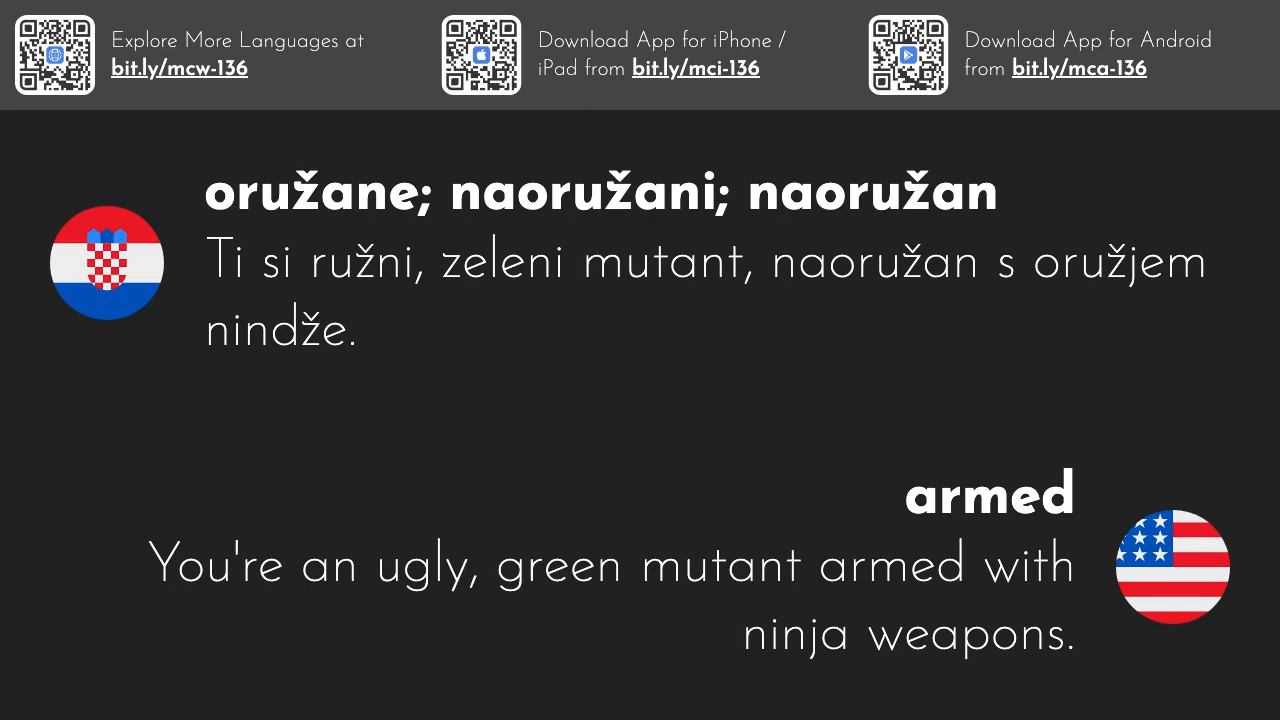 Explore More Languages at
bit.ly/mcw-136
Download App for iPhone /
iPad from bit.ly/mci-136
Download App for Android
from bit.ly/mca-136
oružane; naoružani; naoružan
Ti si ružni, zeleni mutant, naoružan s oružjem
nindže.
armed
You're an ugly, green mutant armed with
ninja weapons.